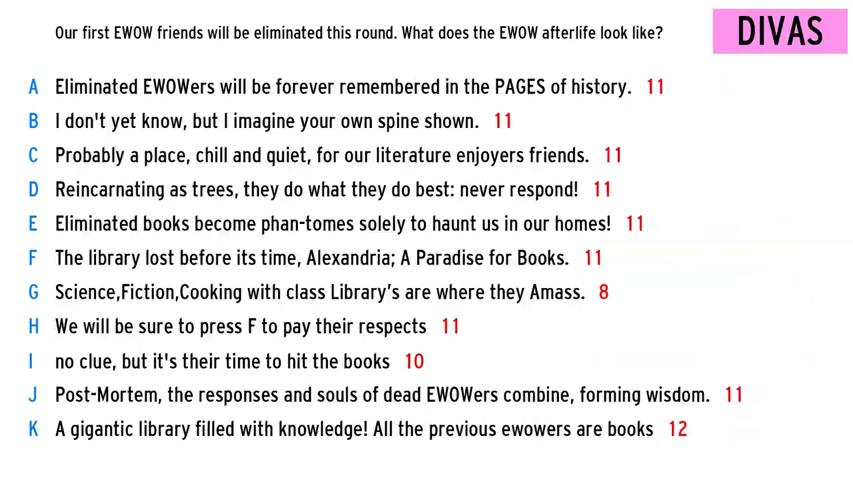 Our first EWOW friends will be eliminated this round. What does the EWOW afterlife look like?
DIVAS
A Eliminated EWOWers will be forever remembered in the PAGES of history. 11
B I don't yet know, but I imagine your own spine shown. 11
C Probably a place, chill and quiet, for our literature enjoyers friends. 11
D Reincarnating as trees, they do what they do best: never respond! 11
E Eliminated books become phan-tomes solely to haunt us in our homes! 11
F The library lost before its time, Alexandria; A Paradise for Books. 11
G Science,Fiction,Cooking with class Library's are where they Amass. 8
H We will be sure to press F to pay their respects 11
I no clue, but it's their time to hit the books 10
J Post-Mortem, the responses and souls of dead EWOWers combine, forming wisdom. 11
K A gigantic library filled with knowledge! All the previous ewowers are books 12